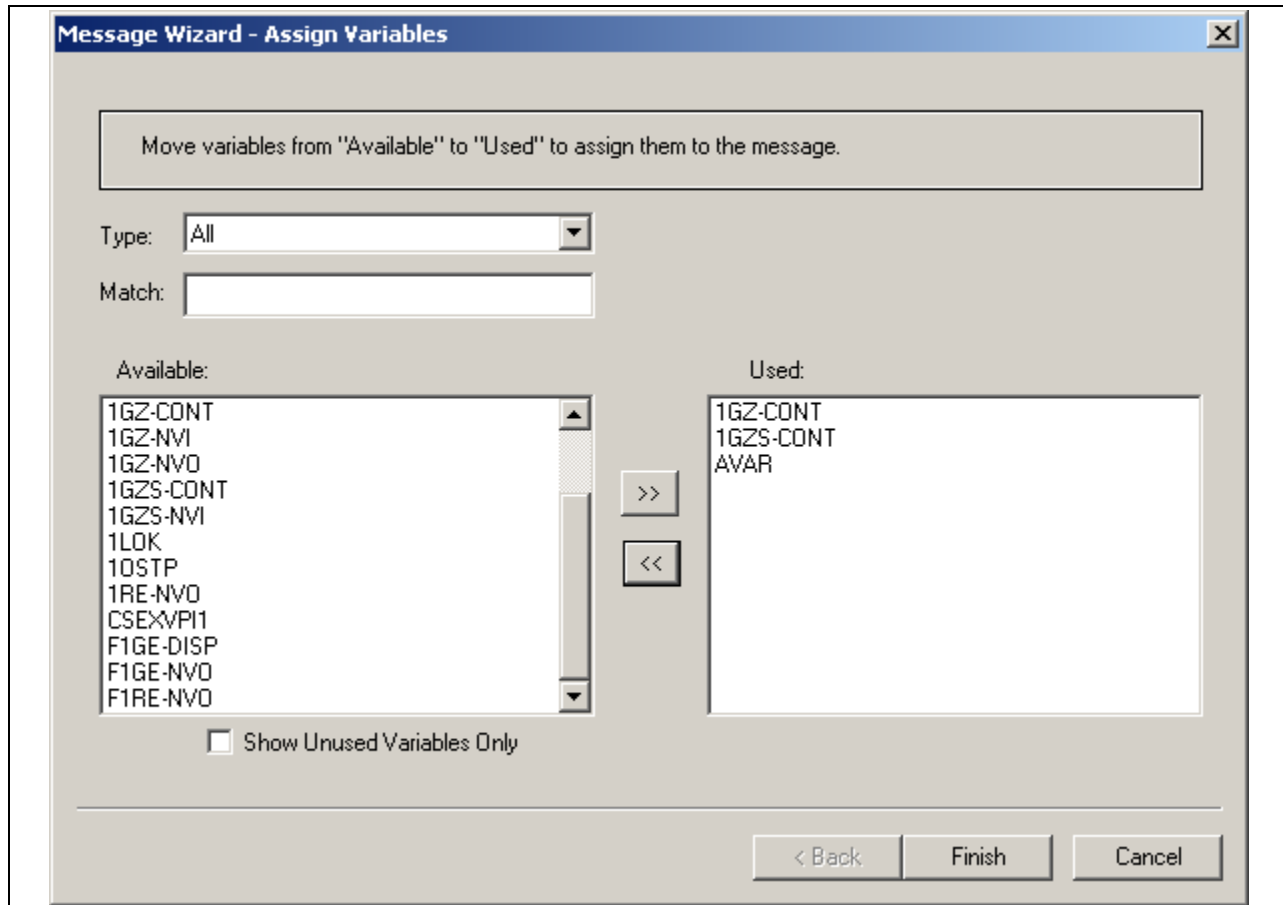 Message Wizard - Assign Variables
Move variables from "Available" to "Used" to assign them to the message.
Type: All
Match:
Available:
1GZ-CONT
1GZ-NVI
1GZ-NVO
1GZS-CONT
1GZS-NVI
1LOK
1OSTP
1RE-NVO
CSEXVPI1
F1GE-DISP
F1GE-NVO
F1RE-NVO
Show Unused Variables Only
>>
<<
Used:
1GZ-CONT
1GZS-CONT
AVAR
< Back Finish Cancel